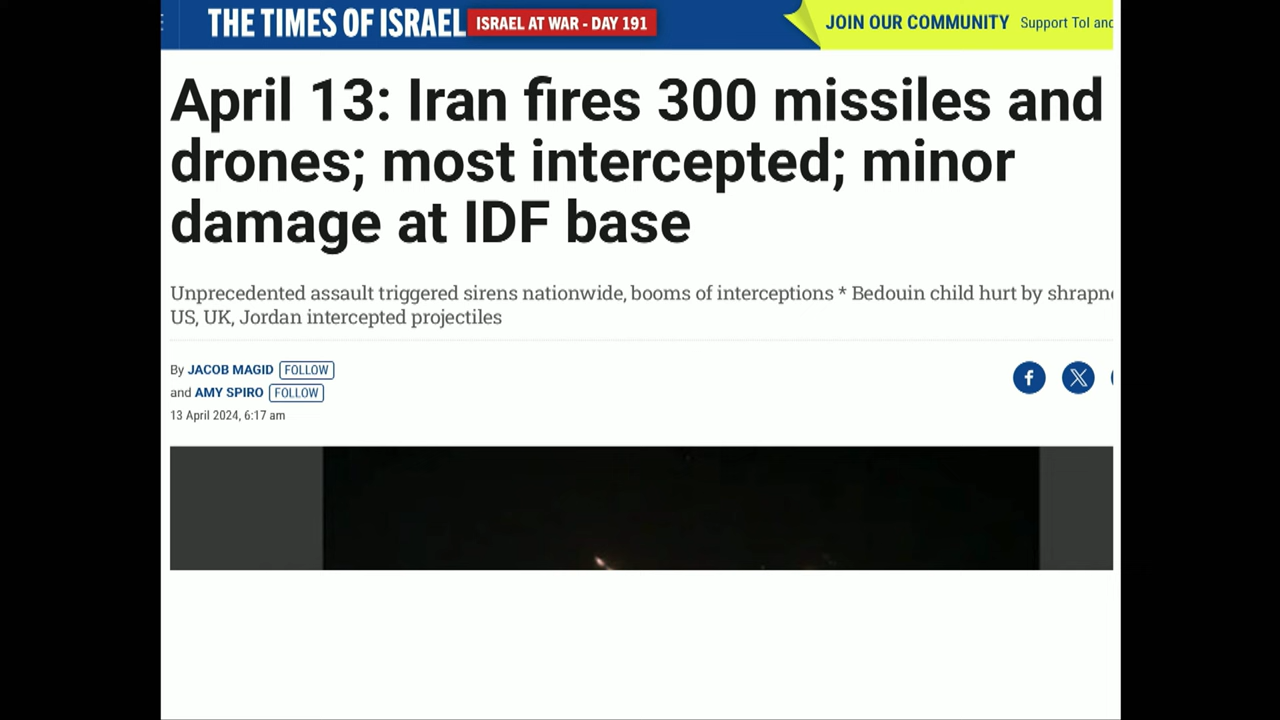 THE TIMES OF ISRAEL ISRAEL AT WAR - DAY 191
JOIN OUR COMMUNITY Support ToI and
April 13: Iran fires 300 missiles and
drones; most intercepted; minor
damage at IDF base
Unprecedented assault triggered sirens nationwide, booms of interceptions * Bedouin child hurt by
US, UK, Jordan intercepted projectiles
By JACOB MAGID FOLLOW
and AMY SPIRO FOLLOW
13 April 2024, 6:17 am